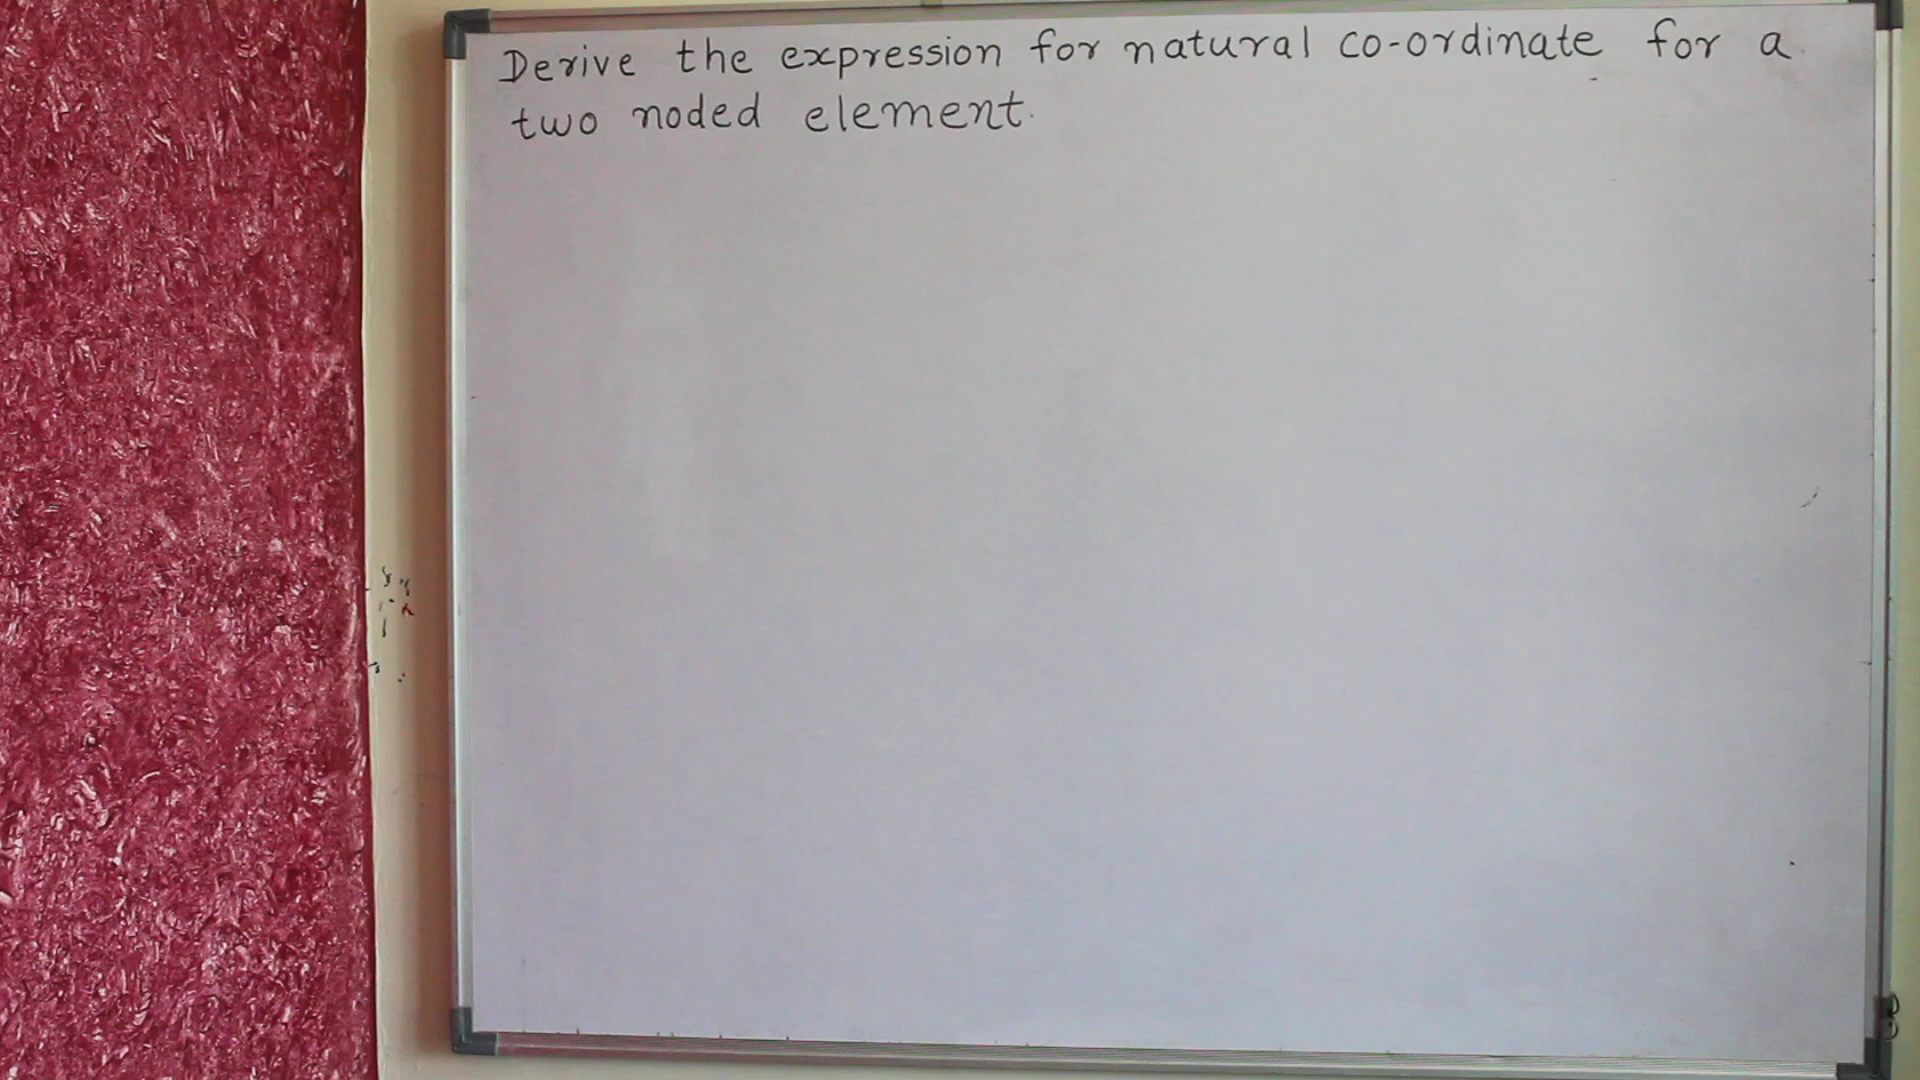 Derive the expression for natural co-ordinate for a
two noded element.